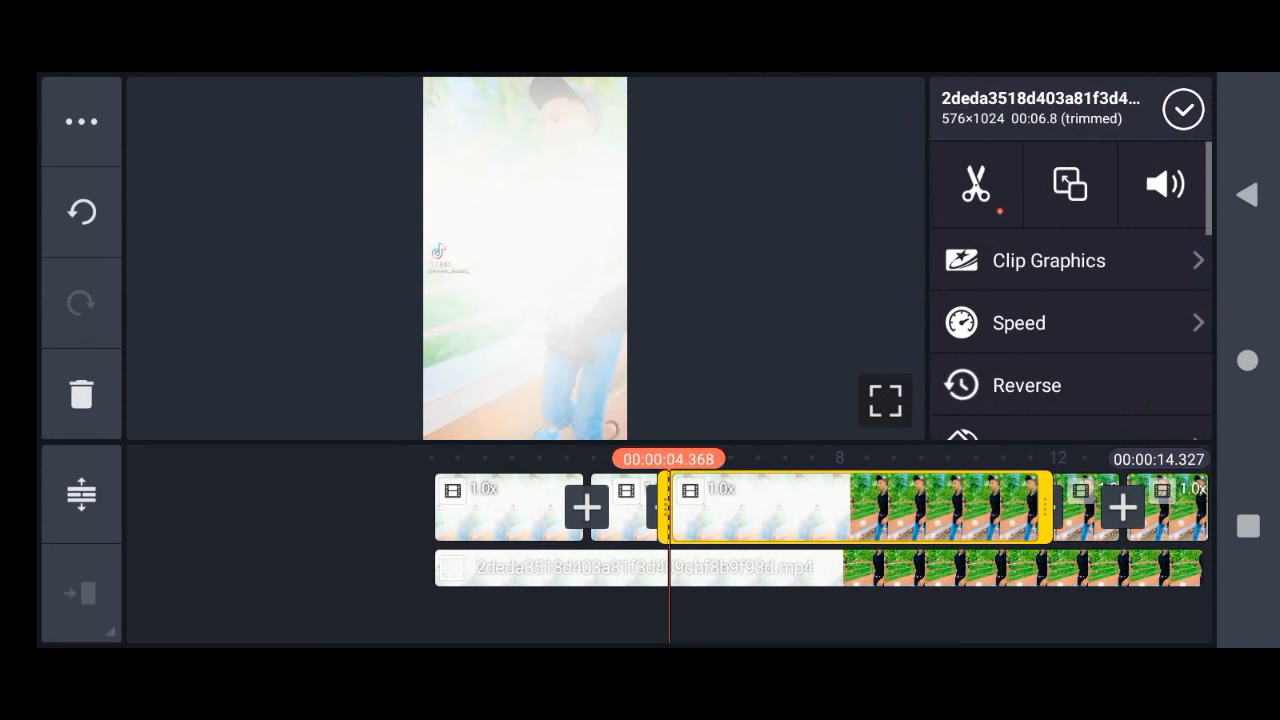 2deda3518d403a81f3d4...
576×1024 00:06.8 (trimmed)
Clip Graphics
Speed
Reverse
00:00:04.368
8
12
00:00:14.327
1.0x
1.0x
1.0x
2deda3518d403a81f3d4 9cbf8b9f93d.mp4